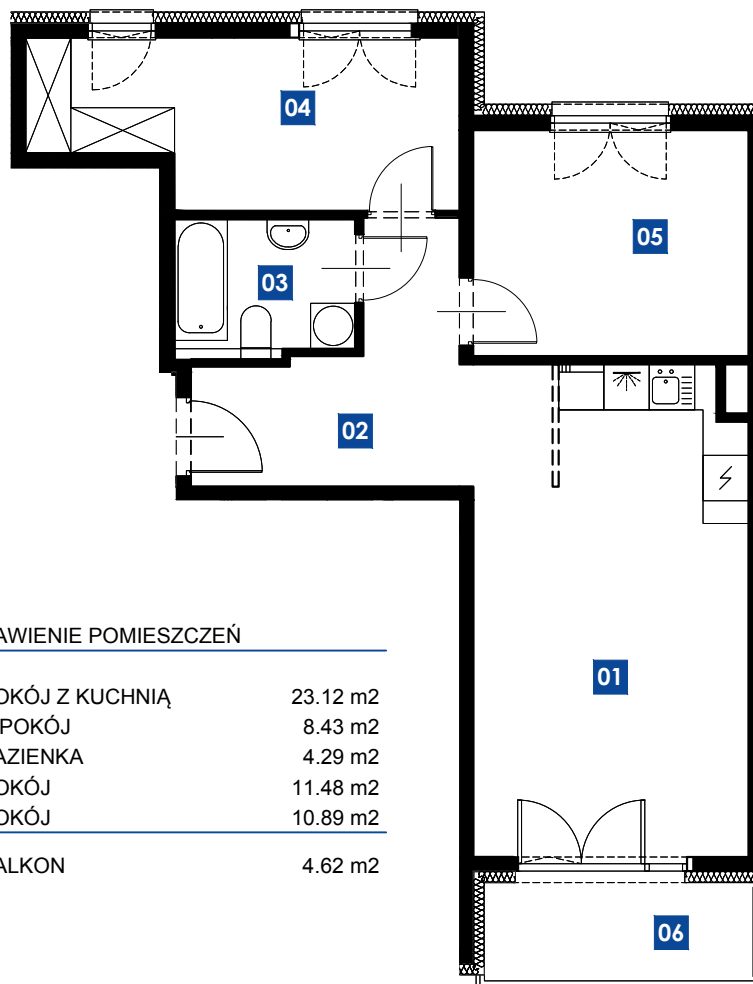 04
05
03
02
AWIENIE POMIESZCZEŃ
01
OKÓJ Z KUCHNIĄ 23.12 m2
POKÓJ 8.43 m2
AZIENKA 4.29 m2
OKÓJ 11.48 m2
OKÓJ 10.89 m2
ALKON 4.62 m2
06